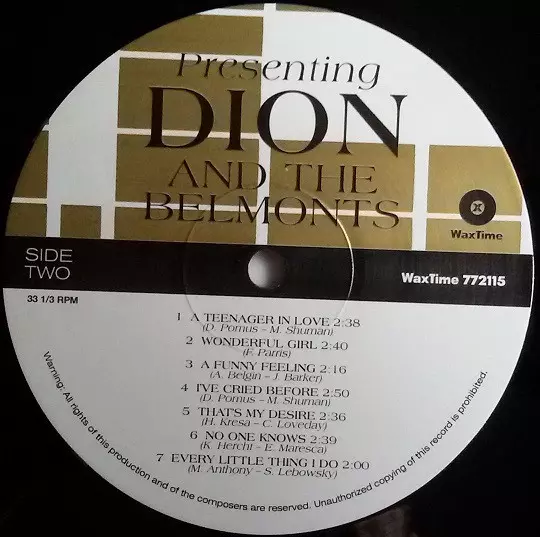 Presenting
DION
AND THE
BELMONTS
WaxTime
SIDE
TWO
WaxTime 772115
33 1/3 RPM
1 A TEENAGER IN LOVE 2:38
(D. Pomus – M. Shuman)
2 WONDERFUL GIRL 2:40
(F. Parris)
3 A FUNNY FEELING 2:16
(A. Belgin – J. Barker)
4 I'VE CRIED BEFORE 2:50
(D. Pomus – M. Shuman)
5 THAT'S MY DESIRE 2:36
(H. Kresa – C. Loveday)
6 NO ONE KNOWS 2:39
(K. Herchi – E. Maresca)
7 EVERY LITTLE THING I DO 2:00
(M. Anthony – S. Lebowsky)
Warning: All rights of this production and of the composers are reserved. Unauthorized copying of this record is prohibited.